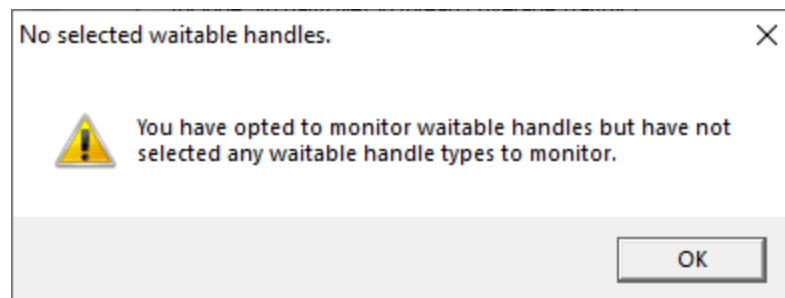 No selected waitable handles.
You have opted to monitor waitable handles but have not
selected any waitable handle types to monitor.
OK